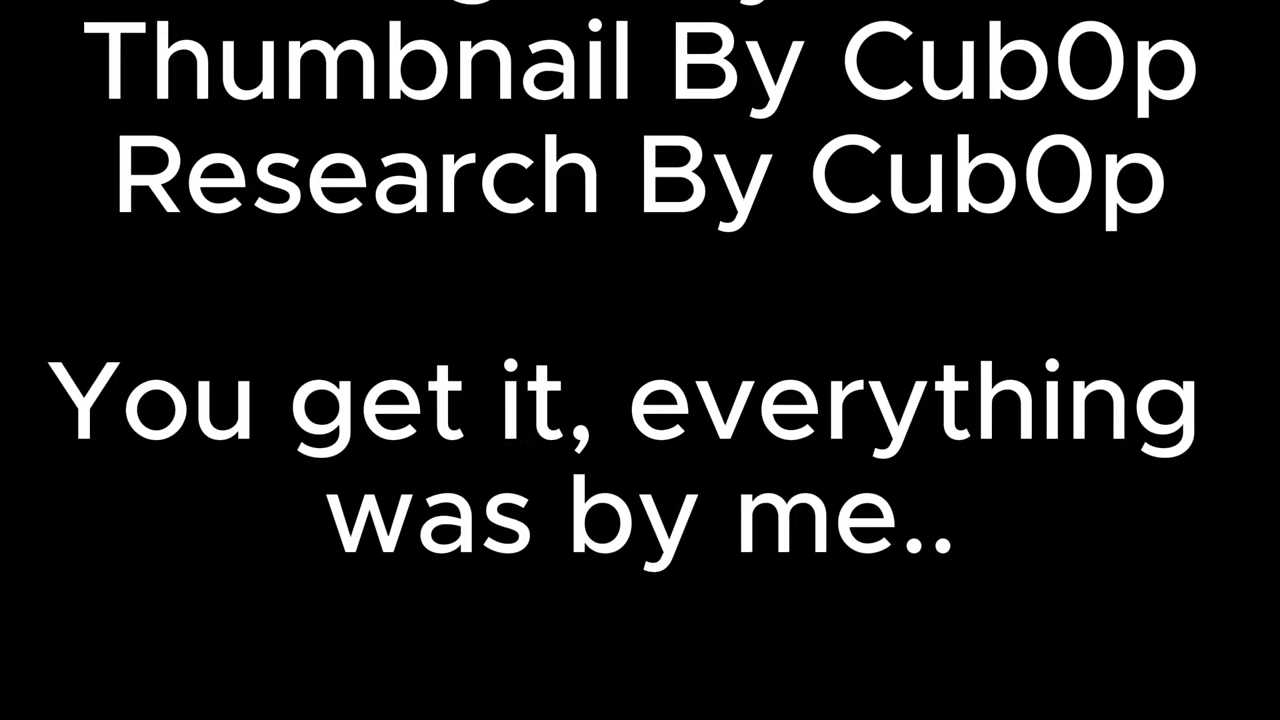 Thumbnail By Cub0p
Research By Cub0p
You get it, everything
was by me..